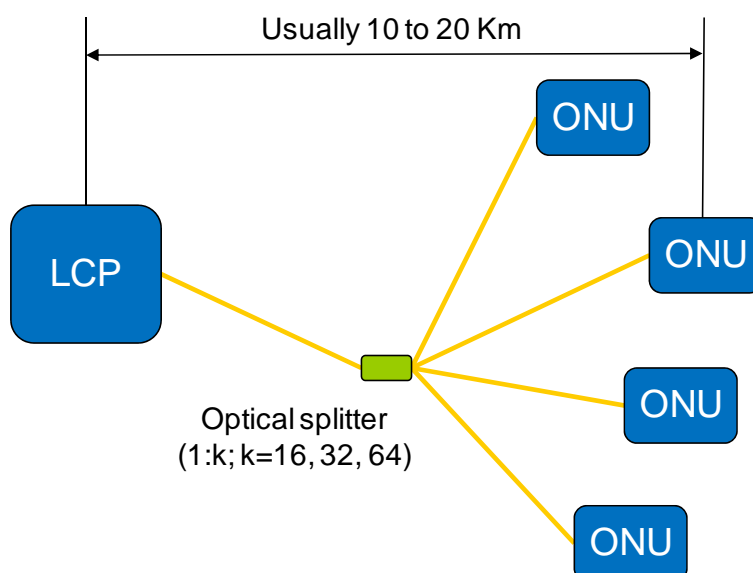 Usually 10 to 20 Km
ONU
ONU
LCP
ONU
Optical splitter
(1:k; k=16, 32, 64)
ONU